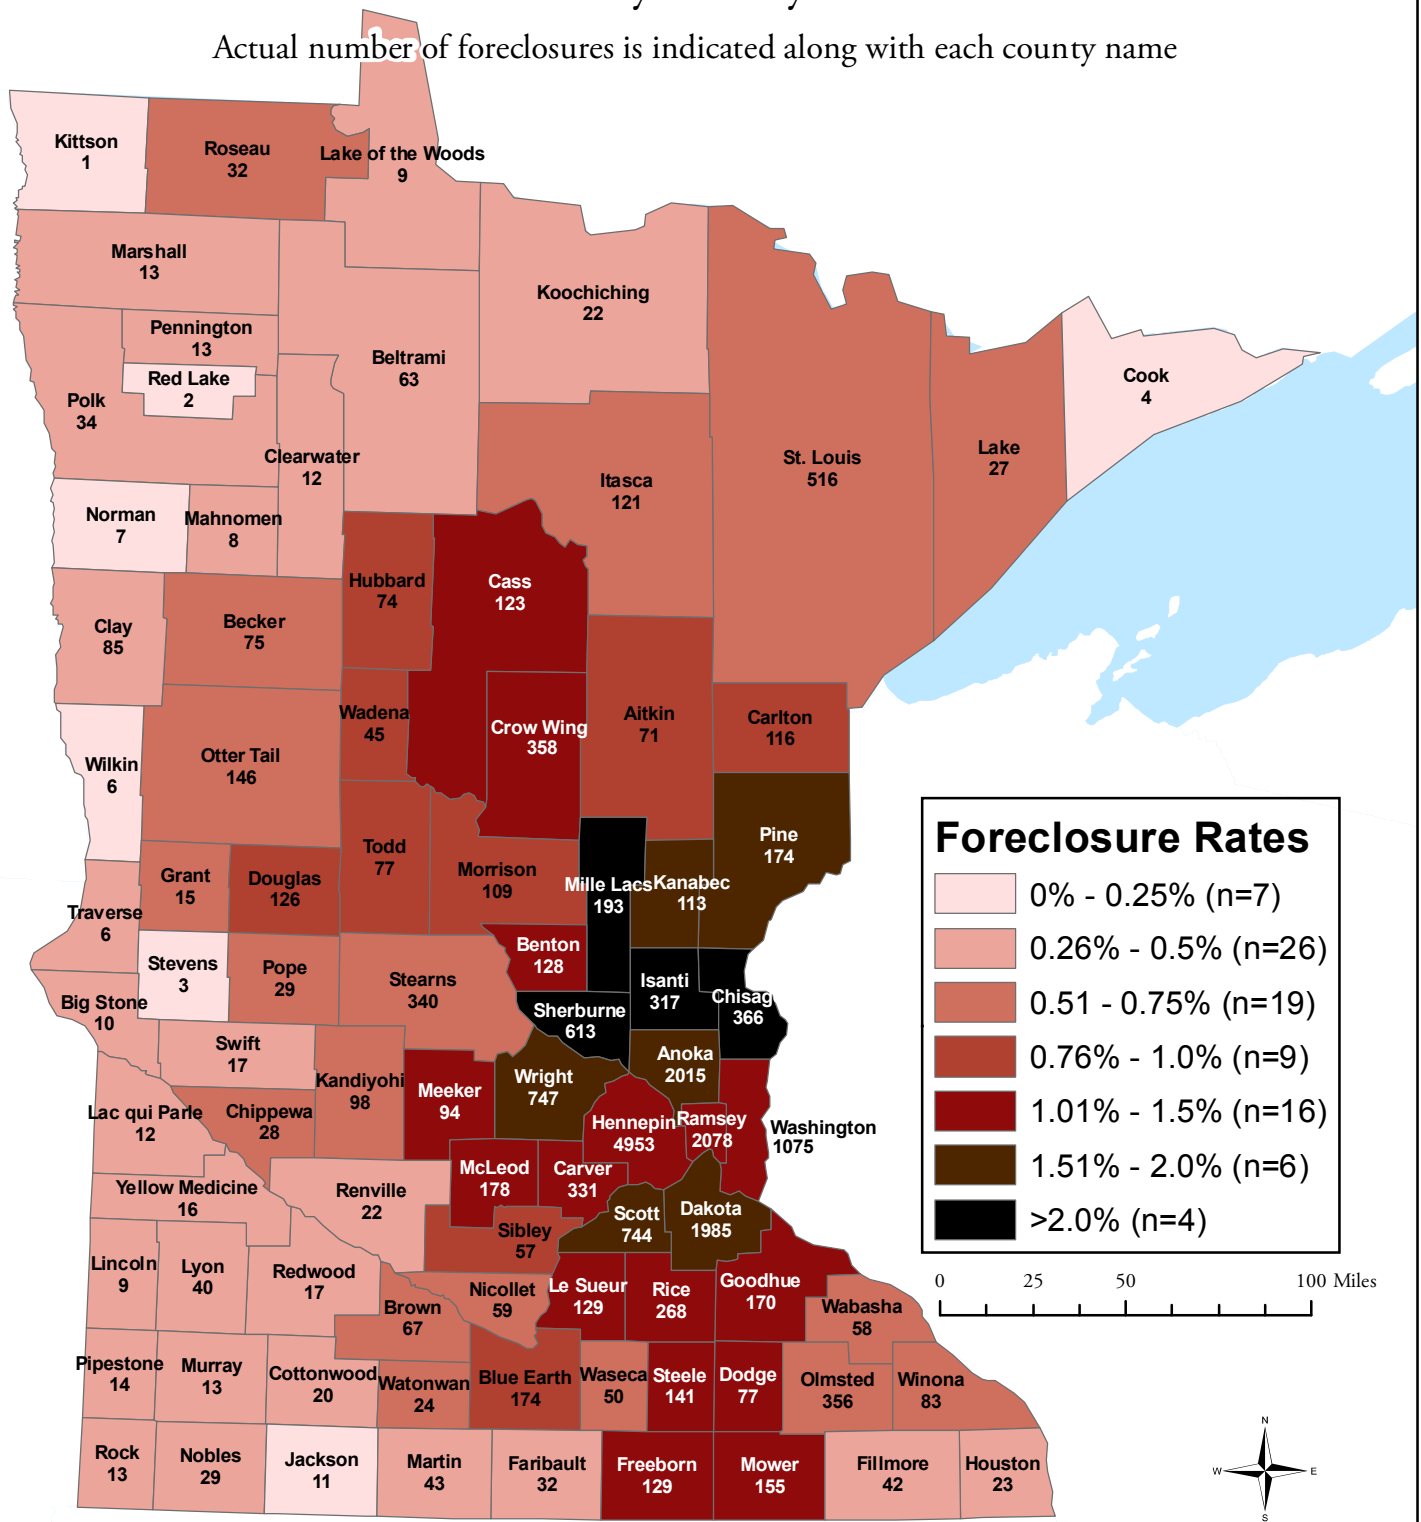 Actual number of foreclosures is indicated along with each county name
Kittson
1
Roseau
32
Lake of the Woods
9
Marshall
13
Koochiching
22
Pennington
13
Beltrami
63
Red Lake
2
Polk
34
Cook
4
Clearwater
12
St. Louis
516
Lake
27
Itasca
121
Norman
7
Mahnomen
8
Hubbard
74
Cass
123
Clay
85
Becker
75
Wadena
45
Crow Wing
358
Aitkin
71
Carlton
116
Wilkin
6
Otter Tail
146
Pine
174
Todd
77
Morrison
109
Grant
15
Douglas
126
Mille Lacs
193
Kanabec
113
Traverse
6
Benton
128
Stevens
3
Pope
29
Stearns
340
Isanti
317
Chisag
366
Big Stone
10
Sherburne
613
Swift
17
Anoka
2015
Kandiyohi
98
Meeker
94
Wright
747
Lac qui Parle
12
Chippewa
28
Hennepin
4953
Ramsey
2078
Washington
1075
Yellow Medicine
16
Renville
22
McLeod
178
Carver
331
Scott
744
Dakota
1985
Sibley
57
Lincoln
9
Lyon
40
Redwood
17
Brown
67
Nicollet
59
Le Sueur
129
Rice
268
Goodhue
170
Wabasha
58
Pipestone
14
Murray
13
Cottonwood
20
Watonwan
24
Blue Earth
174
Waseca
50
Steele
141
Dodge
77
Olmsted
356
Winona
83
Rock
13
Nobles
29
Jackson
11
Martin
43
Faribault
32
Freeborn
129
Mower
155
Fillmore
42
Houston
23
Foreclosure Rates
0% - 0.25% (n=7)
0.26% - 0.5% (n=26)
0.51 - 0.75% (n=19)
0.76% - 1.0% (n=9)
1.01% - 1.5% (n=16)
1.51% - 2.0% (n=6)
>2.0% (n=4)
0 25 50 100 Miles
N
W E
S